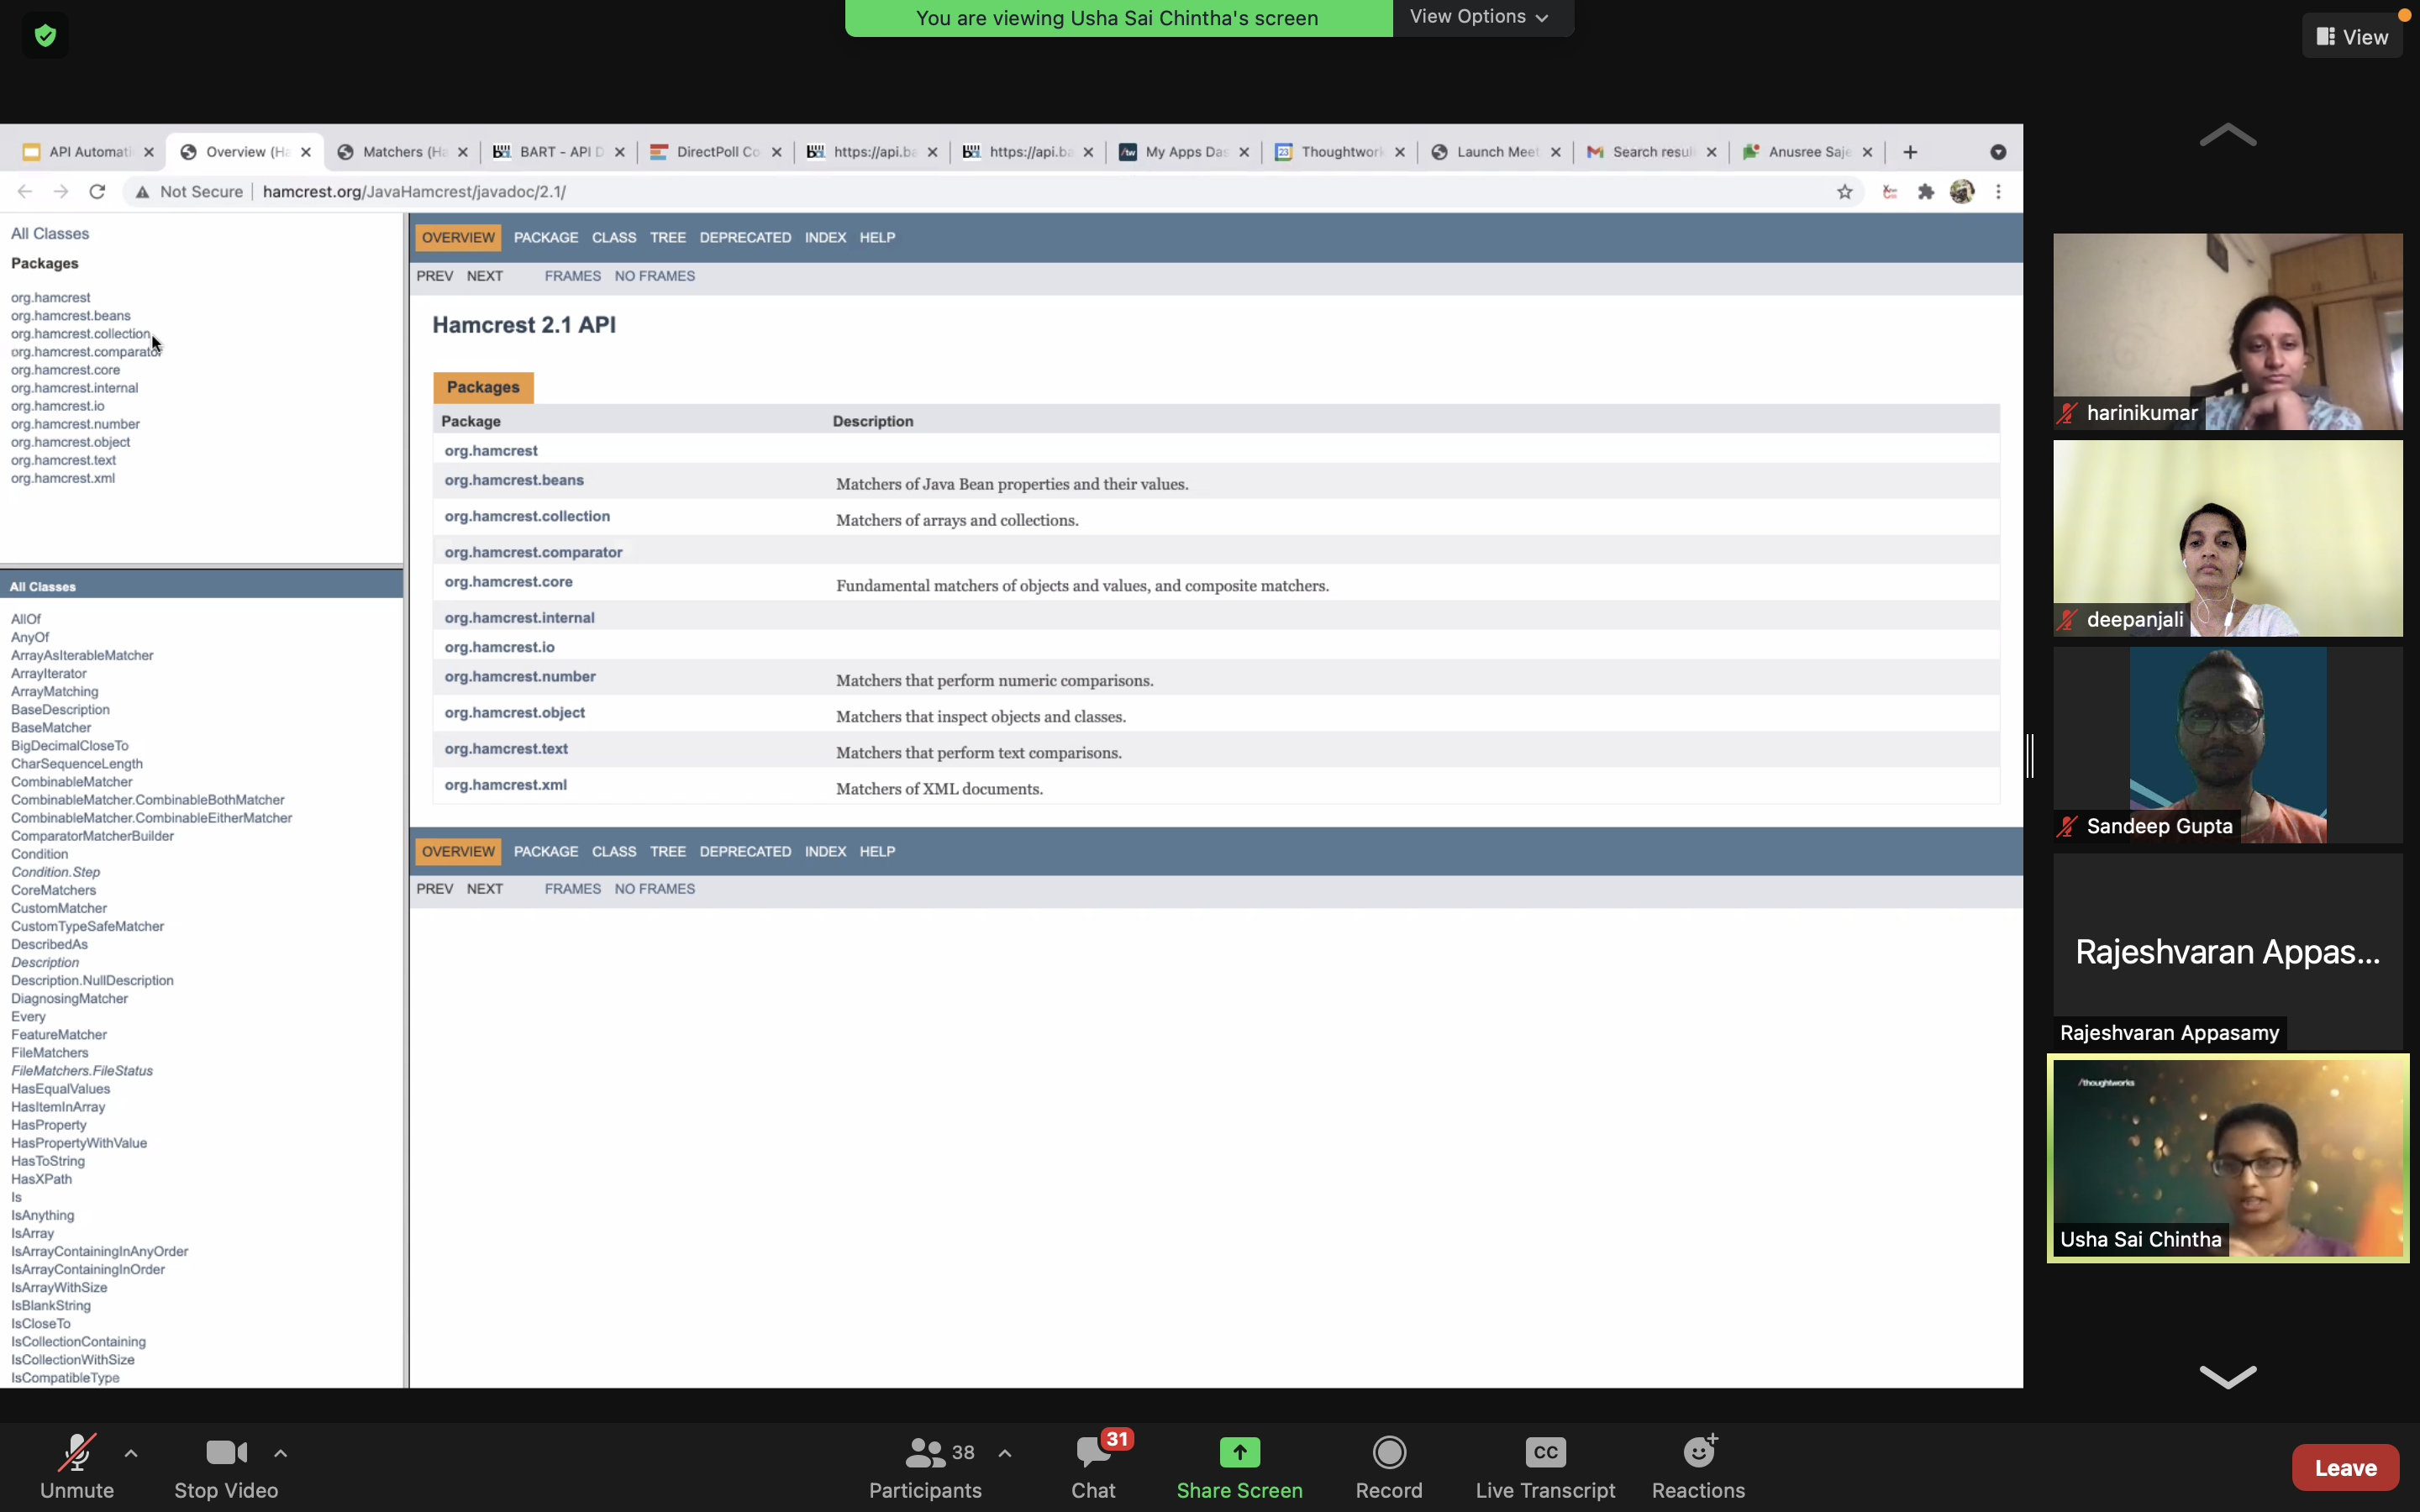 You are viewing Usha Sai Chintha's screen
View Options
View
API Automati
Overview (Ha
Matchers (Ha
BART - API D
DirectPoll Co
https://api.ba
https://api.ba
My Apps Das
Thoughtwor
Launch Meet
Search resul
Anusree Saje
Not Secure
hamcrest.org/JavaHamcrest/javadoc/2.1/
All Classes
Packages
org.hamcrest
org.hamcrest.beans
org.hamcrest.collection
org.hamcrest.comparator
org.hamcrest.core
org.hamcrest.internal
org.hamcrest.io
org.hamcrest.number
org.hamcrest.object
org.hamcrest.text
org.hamcrest.xml
All Classes
AllOf
AnyOf
ArrayAsIterableMatcher
ArrayIterator
ArrayMatching
BaseDescription
BaseMatcher
BigDecimalCloseTo
CharSequenceLength
CombinableMatcher
CombinableMatcher.CombinableBothMatcher
CombinableMatcher.CombinableEitherMatcher
ComparatorMatcherBuilder
Condition
Condition.Step
CoreMatchers
CustomMatcher
CustomTypeSafeMatcher
DescribedAs
Description
Description.NullDescription
DiagnosingMatcher
Every
FeatureMatcher
FileMatchers
FileMatchers.FileStatus
HasEqualValues
HasItemInArray
HasProperty
HasPropertyWithValue
HasToString
HasXPath
Is
IsAnything
IsArray
IsArrayContainingInAnyOrder
IsArrayContainingInOrder
IsArrayWithSize
IsBlankString
IsCloseTo
IsCollectionContaining
IsCollectionWithSize
IsCompatibleType
OVERVIEW PACKAGE CLASS TREE DEPRECATED INDEX HELP
PREV NEXT FRAMES NO FRAMES
Hamcrest 2.1 API
Packages
Package Description
org.hamcrest
org.hamcrest.beans Matchers of Java Bean properties and their values.
org.hamcrest.collection Matchers of arrays and collections.
org.hamcrest.comparator
org.hamcrest.core Fundamental matchers of objects and values, and composite matchers.
org.hamcrest.internal
org.hamcrest.io
org.hamcrest.number Matchers that perform numeric comparisons.
org.hamcrest.object Matchers that inspect objects and classes.
org.hamcrest.text Matchers that perform text comparisons.
org.hamcrest.xml Matchers of XML documents.
OVERVIEW PACKAGE CLASS TREE DEPRECATED INDEX HELP
PREV NEXT FRAMES NO FRAMES
harinikumar
deepanjali
Sandeep Gupta
Rajeshvaran Appas...
Rajeshvaran Appasamy
/thoughtworks
Usha Sai Chintha
Unmute
Stop Video
38
Participants
31
Chat
Share Screen
Record
CC
Live Transcript
Reactions
Leave